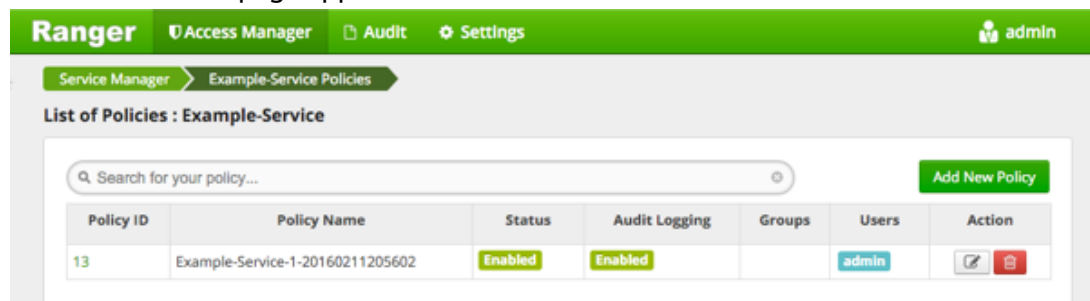 Ranger Access Manager Audit Settings admin
Service Manager Example-Service Policies
List of Policies : Example-Service
Search for your policy... Add New Policy
Policy ID Policy Name Status Audit Logging Groups Users Action
13 Example-Service-1-20160211205602 Enabled Enabled admin